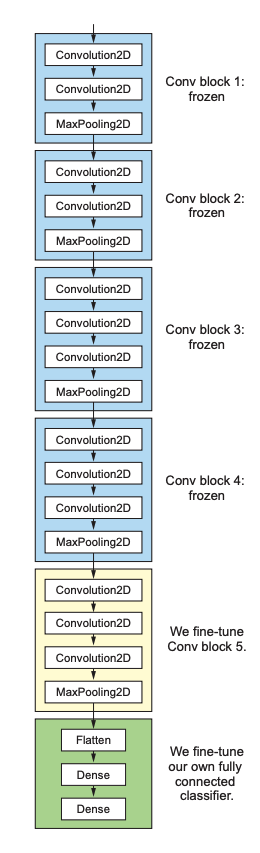 Convolution2D
Convolution2D
MaxPooling2D
Conv block 1:
frozen
Convolution2D
Convolution2D
MaxPooling2D
Conv block 2:
frozen
Convolution2D
Convolution2D
Convolution2D
MaxPooling2D
Conv block 3:
frozen
Convolution2D
Convolution2D
Convolution2D
MaxPooling2D
Conv block 4:
frozen
Convolution2D
Convolution2D
Convolution2D
MaxPooling2D
We fine-tune
Conv block 5.
Flatten
Dense
Dense
We fine-tune
our own fully
connected
classifier.